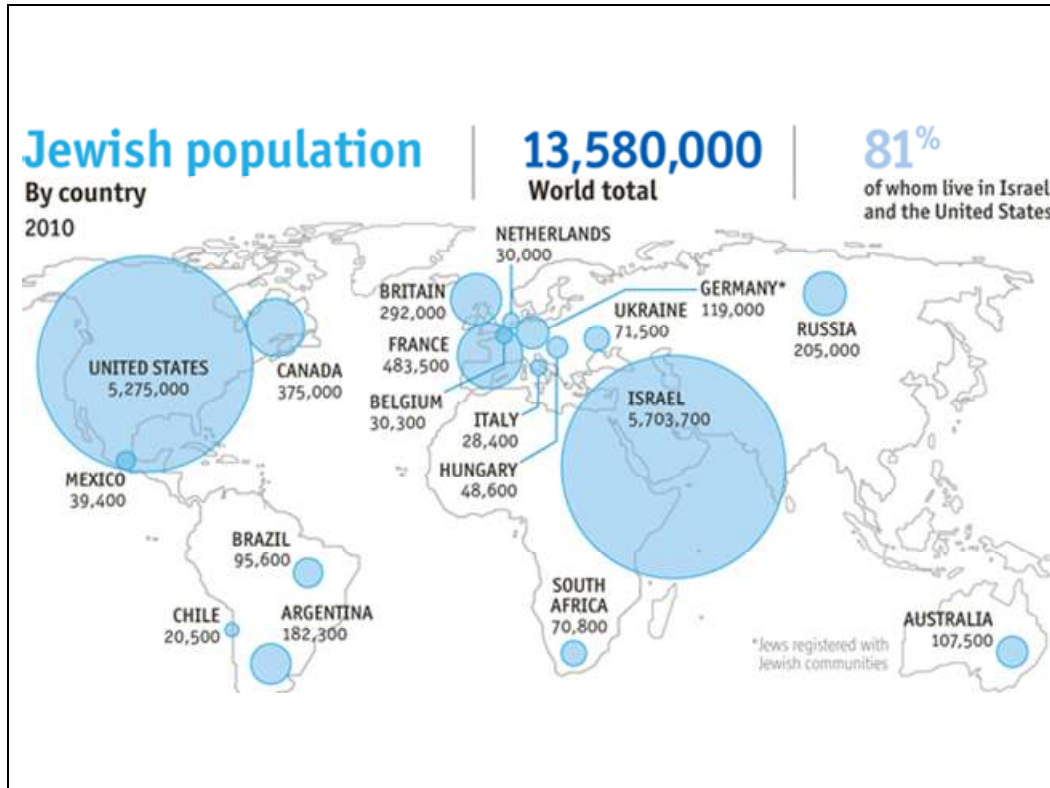 Jewish population
By country
2010
13,580,000
World total
81%
of whom live in Israel
and the United States
NETHERLANDS
30,000
BRITAIN
292,000
GERMANY*
119,000
UKRAINE
71,500
RUSSIA
205,000
FRANCE
483,500
UNITED STATES
5,275,000
CANADA
375,000
BELGIUM
30,300
ITALY
28,400
ISRAEL
5,703,700
HUNGARY
48,600
MEXICO
39,400
BRAZIL
95,600
CHILE
20,500
ARGENTINA
182,300
SOUTH
AFRICA
70,800
AUSTRALIA
107,500
*Jews registered with
Jewish communities